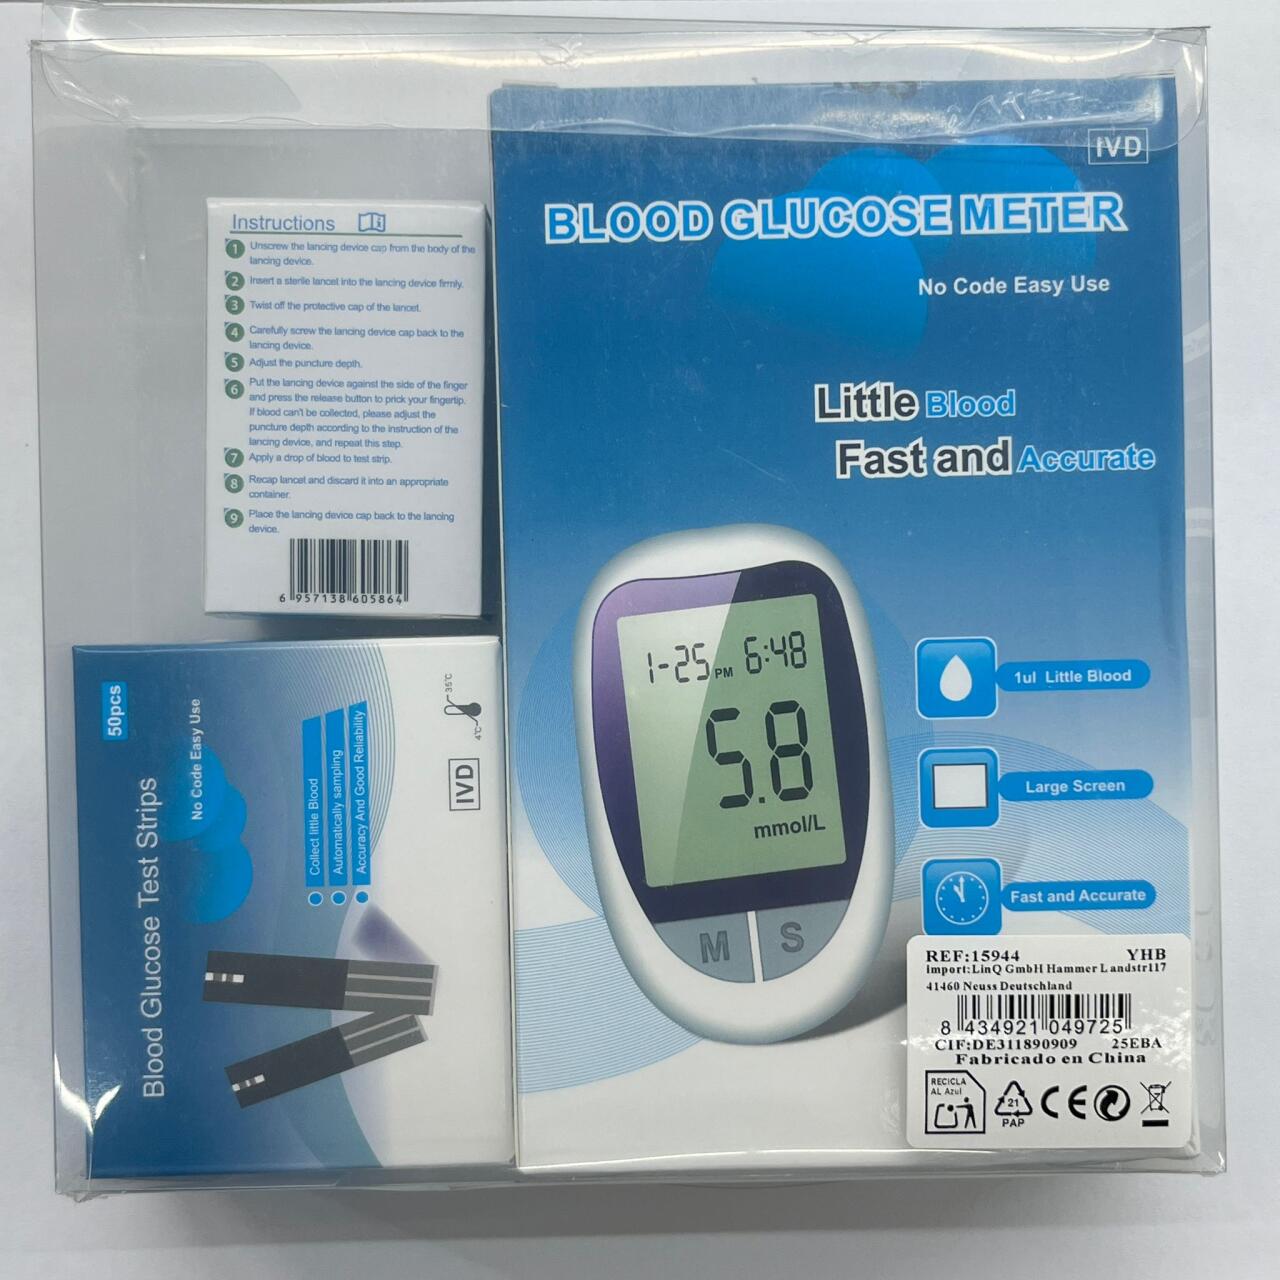 IVD
BLOOD GLUCOSE METER
No Code Easy Use
Little Blood
Fast and Accurate
1-25 PM 6:48
5.8
mmol/L
M S
1ul Little Blood
Large Screen
Fast and Accurate
REF:15944 YHB
import:LinQ GmbH Hammer Landstr117
41460 Neuss Deutschland
8 434921 049725
CIF:DE311890909 25EBA
Fabricado en China
RECICLA
AL Azul
21
PAP
CE
Instructions
1 Unscrew the lancing device cap from the body of the
lancing device.
2 Insert a sterile lancet into the lancing device firmly.
3 Twist off the protective cap of the lancet.
4 Carefully screw the lancing device cap back to the
lancing device.
5 Adjust the puncture depth.
6 Put the lancing device against the side of the finger
and press the release button to prick your fingertip.
If blood can't be collected, please adjust the
puncture depth according to the instruction of the
lancing device, and repeat this step.
7 Apply a drop of blood to test strip.
8 Recap lancet and discard it into an appropriate
container.
9 Place the lancing device cap back to the lancing
device.
6 957138 605864
50pcs
Blood Glucose Test Strips
No Code Easy Use
Collect little Blood
Automatically sampling
Accuracy And Good Reliability
IVD
4°C 35°C